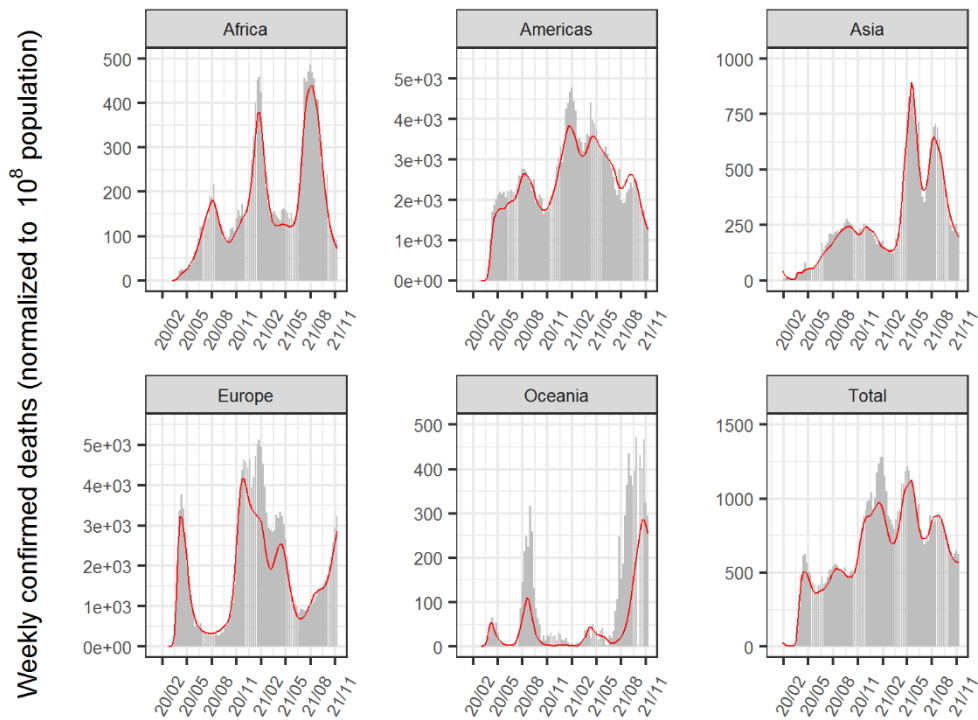 Weekly confirmed deaths (normalized to 10⁸ population)
Africa
500
400
300
200
100
0
20/02 20/05 20/08 20/11 21/02 21/05 21/08 21/11
Americas
5e+03
4e+03
3e+03
2e+03
1e+03
0e+00
20/02 20/05 20/08 20/11 21/02 21/05 21/08 21/11
Asia
1000
750
500
250
0
20/02 20/05 20/08 20/11 21/02 21/05 21/08 21/11
Europe
5e+03
4e+03
3e+03
2e+03
1e+03
0e+00
20/02 20/05 20/08 20/11 21/02 21/05 21/08 21/11
Oceania
500
400
300
200
100
0
20/02 20/05 20/08 20/11 21/02 21/05 21/08 21/11
Total
1500
1000
500
0
20/02 20/05 20/08 20/11 21/02 21/05 21/08 21/11